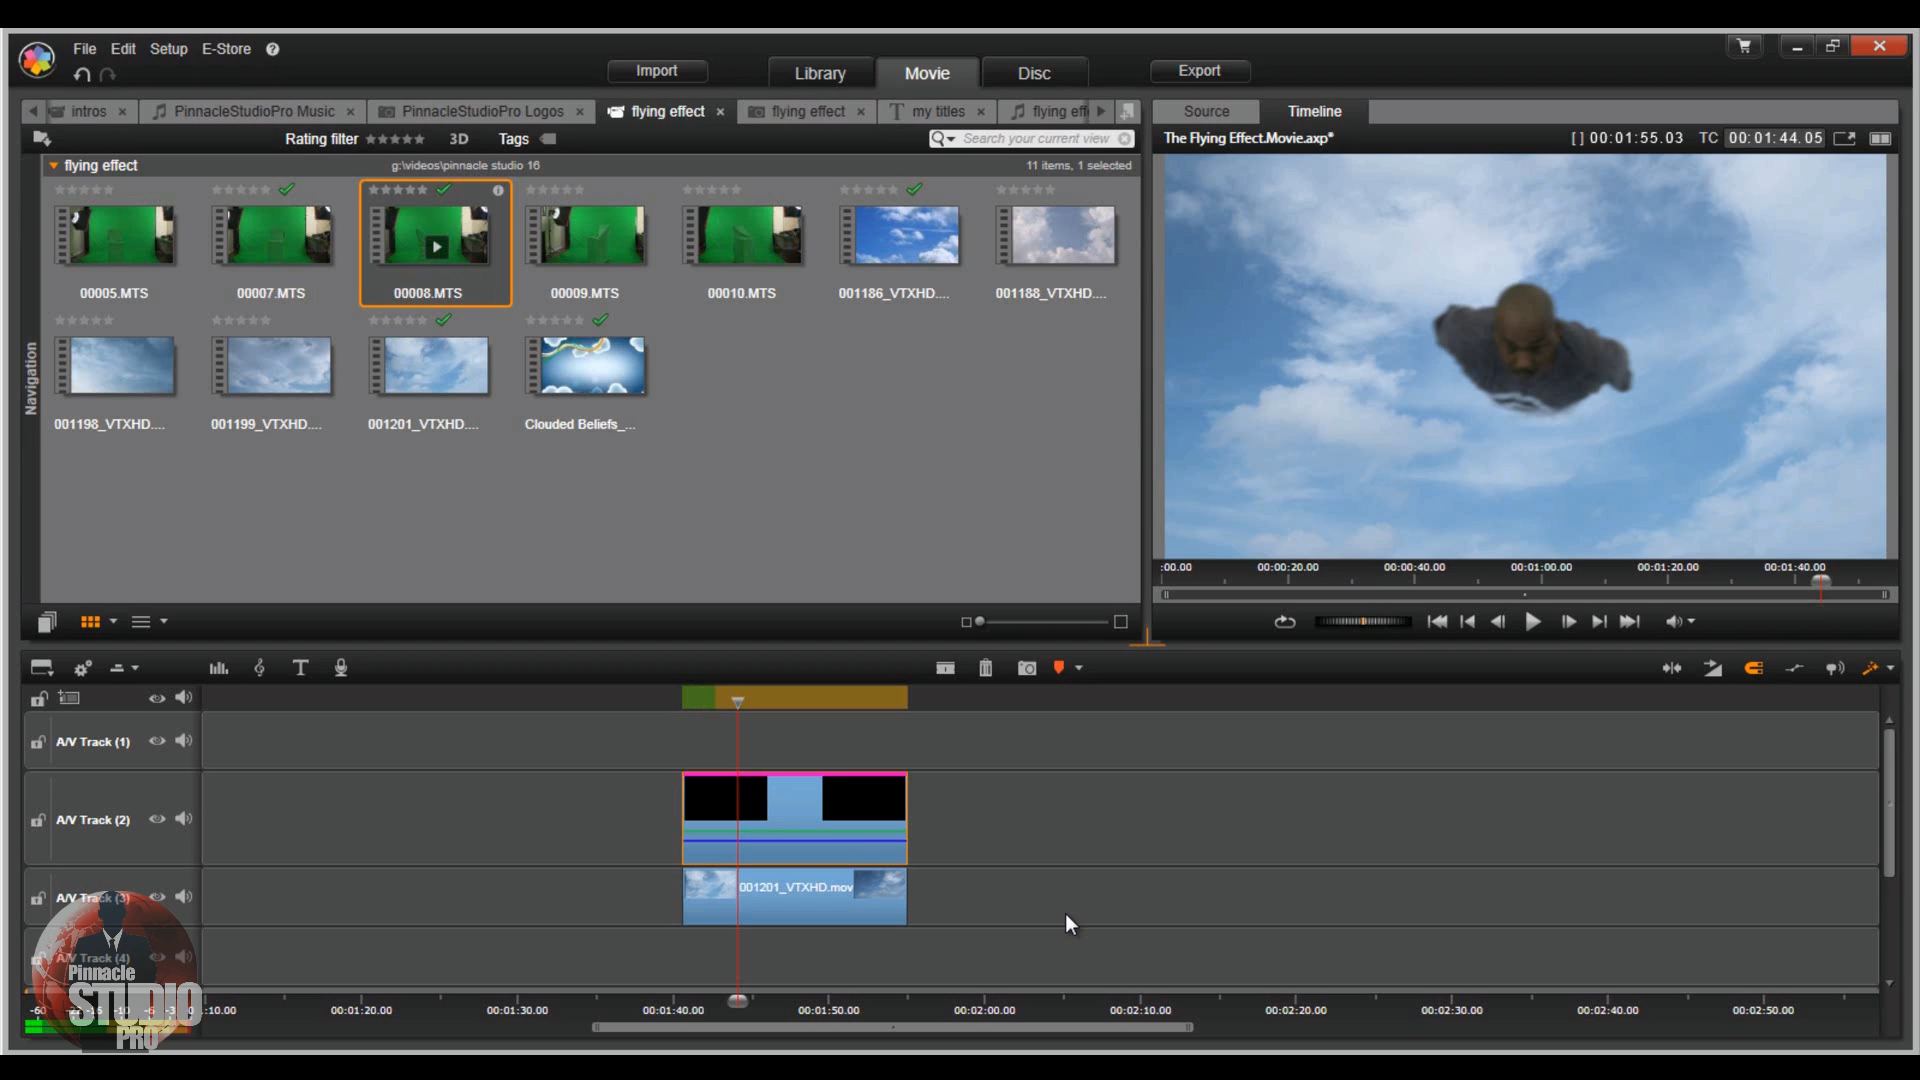 File Edit Setup E-Store ?
Import Library Movie Disc Export
intros × PinnacleStudioPro Music × PinnacleStudioPro Logos × flying effect × flying effect × my titles × flying eff
Source Timeline
Rating filter 3D Tags Search your current view
The Flying Effect.Movie.axp* [ ] 00:01:55.03 TC 00:01:44.05
flying effect g:\videos\pinnacle studio 16 11 items, 1 selected
00005.MTS 00007.MTS 00008.MTS 00009.MTS 00010.MTS 001186_VTXHD.... 001188_VTXHD....
Navigation
001198_VTXHD.... 001199_VTXHD.... 001201_VTXHD.... Clouded Beliefs_...
:00.00 00:00:20.00 00:00:40.00 00:01:00.00 00:01:20.00 00:01:40.00
A/V Track (1)
A/V Track (2)
A/V Track (3) 001201_VTXHD.mov
A/V Track (4)
Pinnacle
STUDIO
PRO
-60 -22 -16 -10 -6 -3 0 :10.00 00:01:20.00 00:01:30.00 00:01:40.00 00:01:50.00 00:02:00.00 00:02:10.00 00:02:20.00 00:02:30.00 00:02:40.00 00:02:50.00